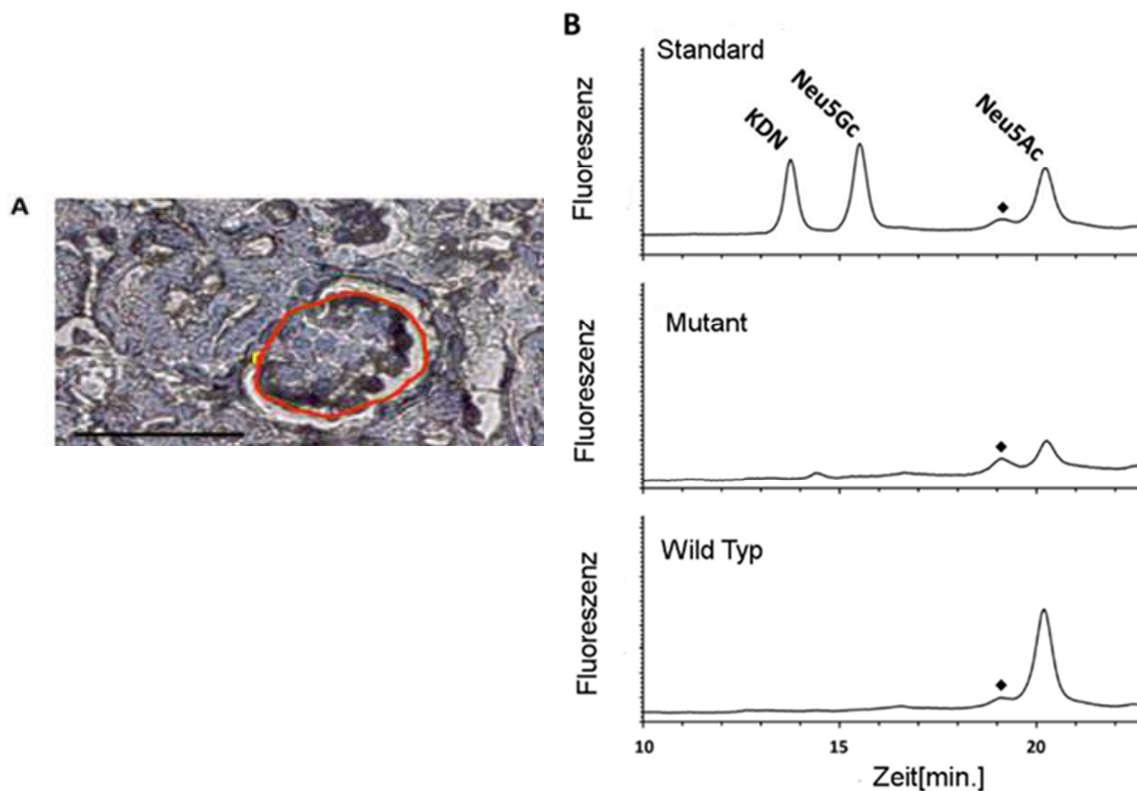 A
B
Standard
Fluoreszenz
KDN
Neu5Gc
Neu5Ac
◆
Mutant
Fluoreszenz
◆
Wild Typ
Fluoreszenz
◆
10
15
20
Zeit[min.]